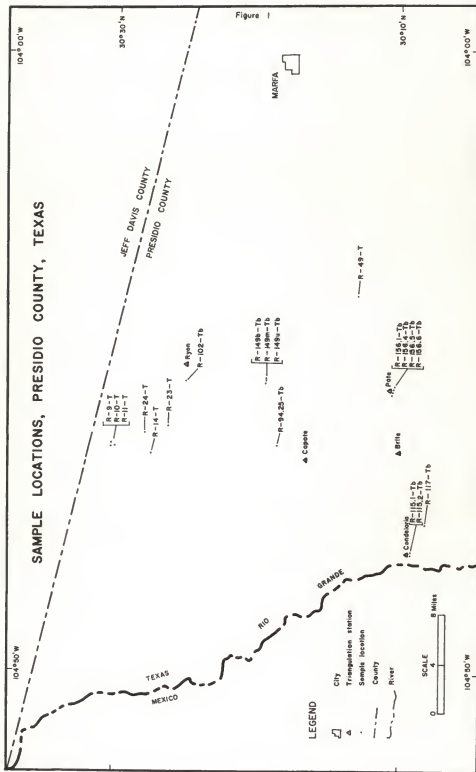 Figure 1
SAMPLE LOCATIONS, PRESIDIO COUNTY, TEXAS
104°50'W
104°00'W
30°30'
JEFF DAVIS COUNTY
PRESIDIO COUNTY
R-9-T
R-10-T
R-11-T
R-24-T
R-14-T
R-23-T
Ryan
R-102-Tb
MARFA
R-149b-Tb
R-149m-Tb
R-149u-Tb
R-94.25-Tb
Capote
R-49-T
TEXAS
MEXICO
RIO
GRANDE
Candelaria
R-115.1-Tb
R-115.2-Tb
R-117-Tb
Brite
Pato
R-156.1-Tb
R-156.4-Tb
R-156.5-Tb
R-156.6-Tb
30°10'
LEGEND
City
Triangulation station
Sample location
County
River
SCALE
0 4 8 Miles
104°50'W
104°00'W